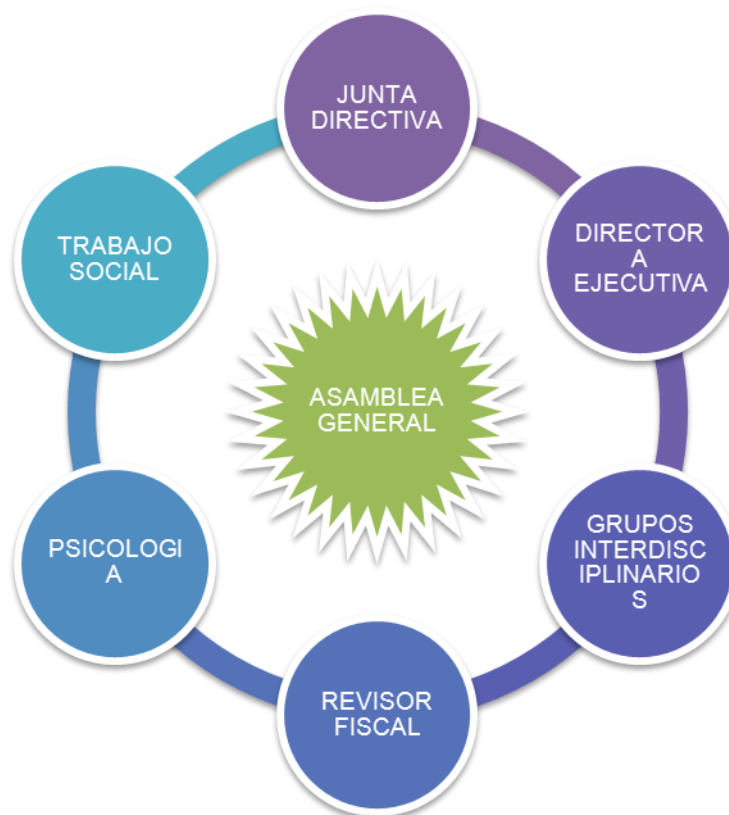 JUNTA
DIRECTIVA
DIRECTOR
A
EJECUTIVA
GRUPOS
INTERDISC
IPLINARIO
S
REVISOR
FISCAL
PSICOLOGI
A
TRABAJO
SOCIAL
ASAMBLEA
GENERAL